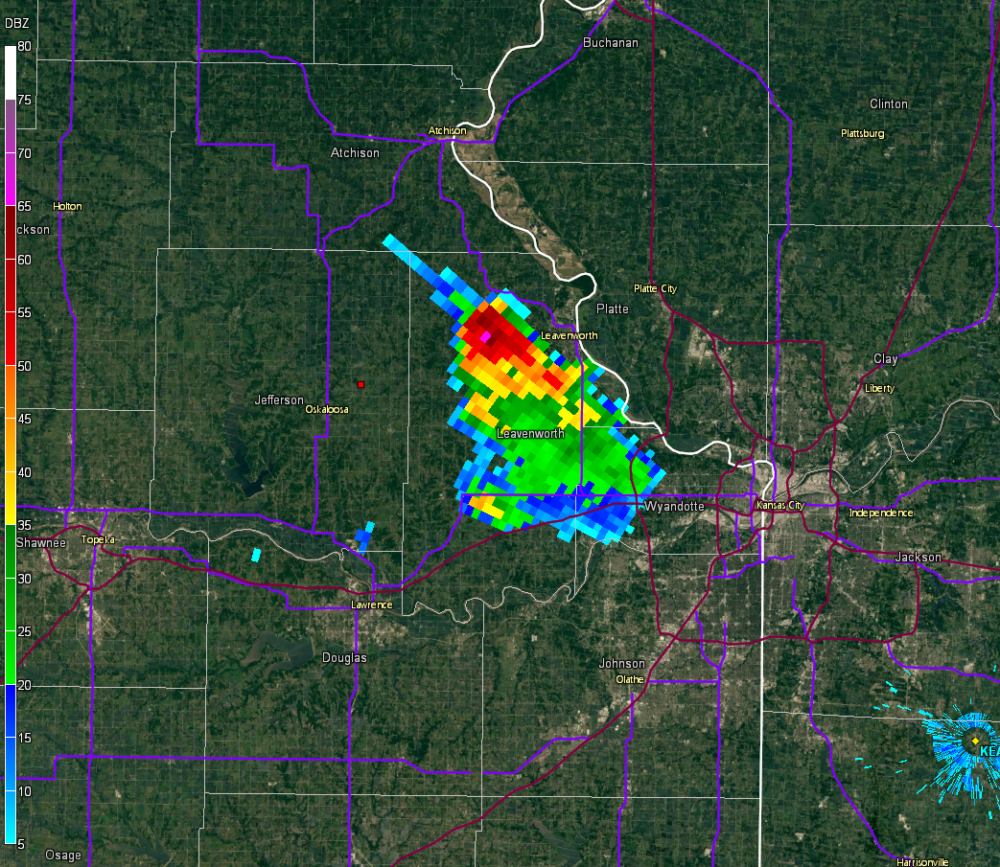 DBZ
80
75
70
65
60
55
50
45
40
35
30
25
20
15
10
5
Buchanan
Clinton
Atchison
Plattsburg
Atchison
Holton
ckson
Platte City
Platte
Leavenworth
Clay
Liberty
Jefferson
Oskaloosa
Leavenworth
Wyandotte
Kansas City
Independence
Shawnee
Topeka
Jackson
Lawrence
Douglas
Johnson
Olathe
KEA
Osage
Harrisonville